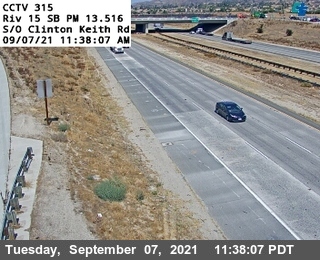 CCTV 315
Riv 15 SB PM 13.516
S/O Clinton Keith Rd
09/07/21 11:38:07 AM
Tuesday, September 07, 2021 11:38:07 PDT